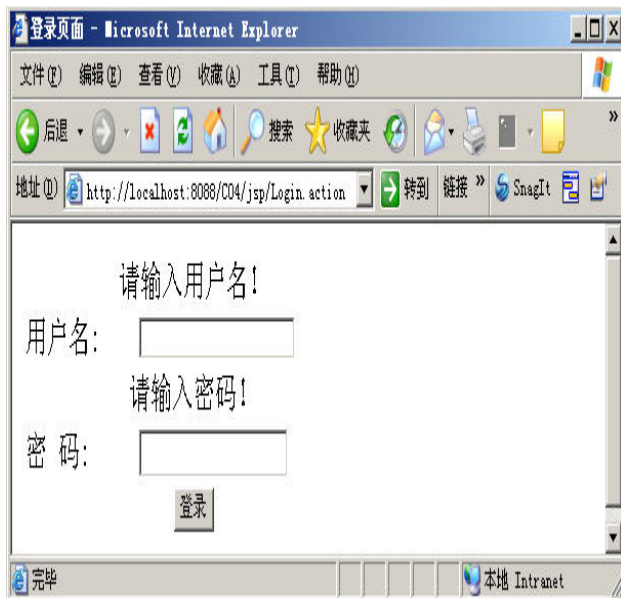 登录页面 - Microsoft Internet Explorer
文件(F) 编辑(E) 查看(V) 收藏(A) 工具(T) 帮助(H)
后退 搜索 收藏夹 »
地址(D) http://localhost:8088/C04/jsp/Login.action 转到 链接 » SnagIt
请输入用户名!
用户名:
请输入密码!
密 码:
登录
完毕 本地 Intranet